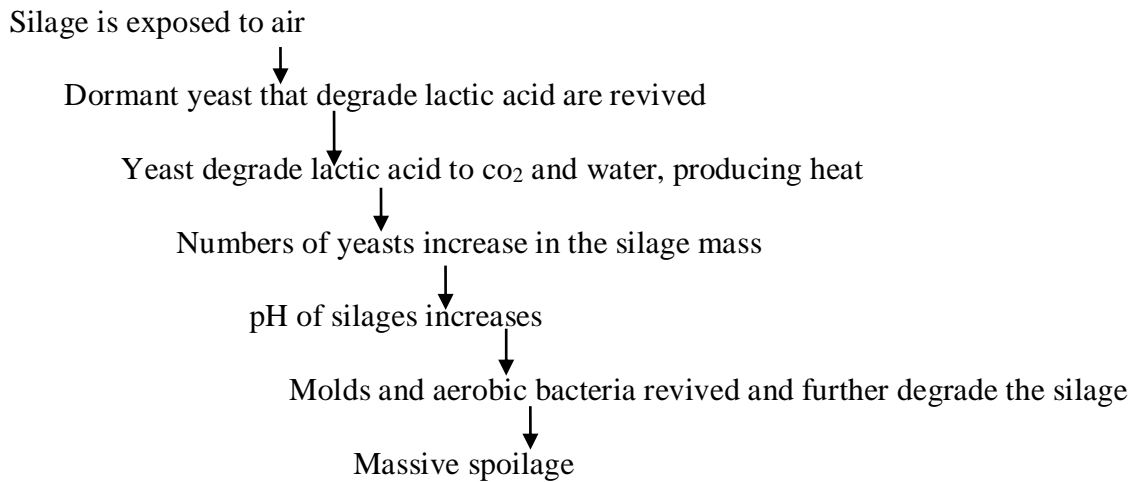 Silage is exposed to air
Dormant yeast that degrade lactic acid are revived
Yeast degrade lactic acid to co₂ and water, producing heat
Numbers of yeasts increase in the silage mass
pH of silages increases
Molds and aerobic bacteria revived and further degrade the silage
Massive spoilage